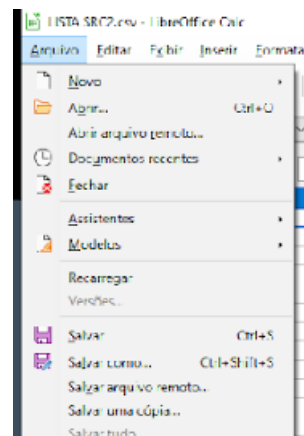 LISTA SRC2.csv - LibreOffice Calc
Arquivo Editar Exibir Inserir Formata
Novo
Abrir... Ctrl+O
Abrir arquivo remoto...
Documentos recentes
Fechar
Assistentes
Modelos
Recarregar
Versões...
Salvar Ctrl+S
Salvar como... Ctrl+Shift+S
Salvar arquivo remoto...
Salvar uma cópia...
Salvar tudo